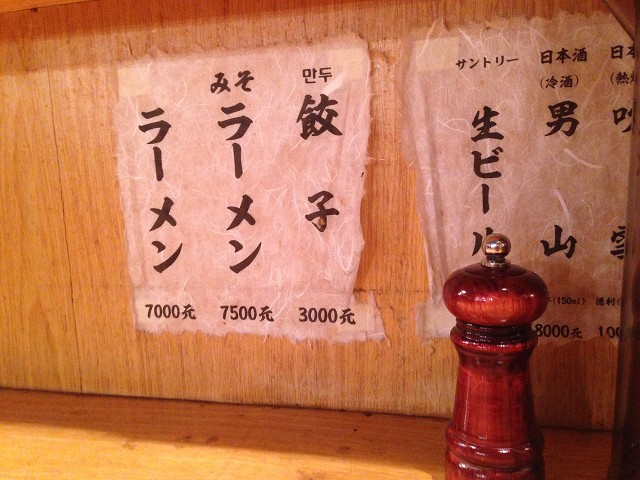 만두
餃子
3000元
みそ
ラーメン
7500元
ラーメン
7000元
日本酒
(冷酒)
男山
(150ml)
8000元
サントリー
生ビール